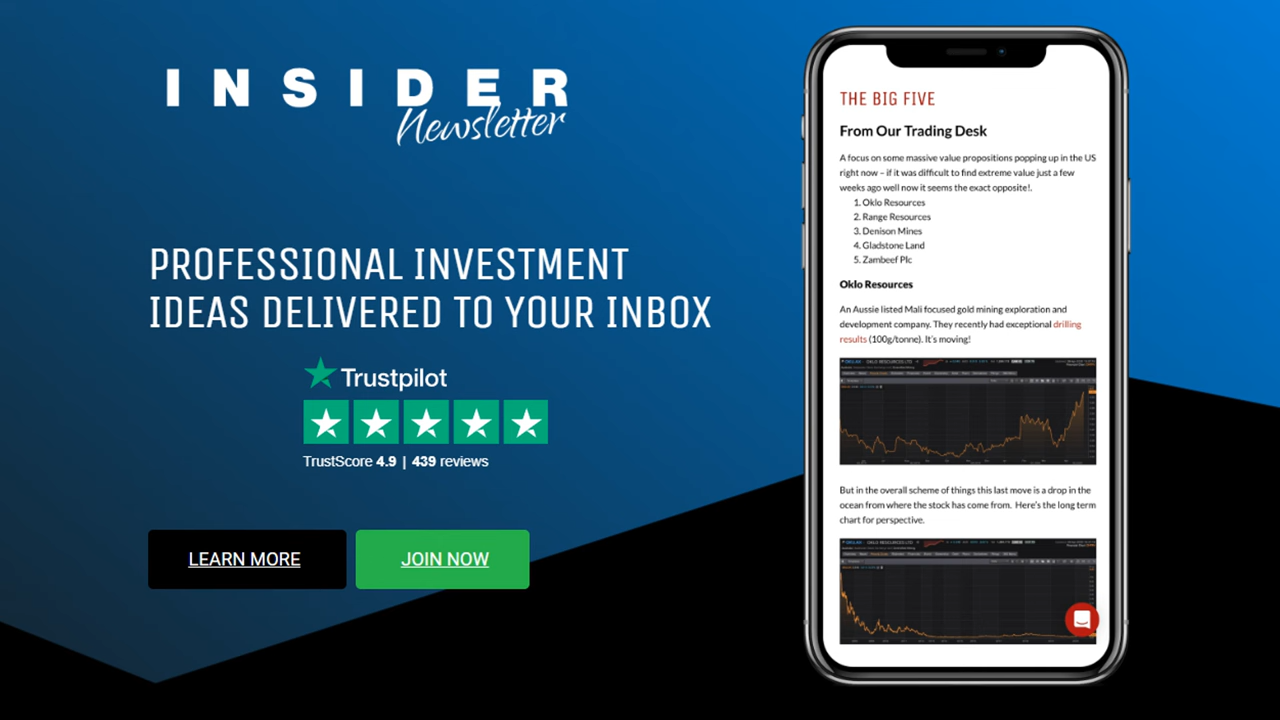 INSIDER
Newsletter
PROFESSIONAL INVESTMENT
IDEAS DELIVERED TO YOUR INBOX
Trustpilot
TrustScore 4.9 | 439 reviews
LEARN MORE
JOIN NOW
THE BIG FIVE
From Our Trading Desk
A focus on some massive value propositions popping up in the US
right now – if it was difficult to find extreme value just a few
weeks ago well now it seems the exact opposite!.
1. Oklo Resources
2. Range Resources
3. Denison Mines
4. Gladstone Land
5. Zambeef Plc
Oklo Resources
An Aussie listed Mali focused gold mining exploration and
development company. They recently had exceptional drilling
results (100g/tonne). It's moving!
But in the overall scheme of things this last move is a drop in the
ocean from where the stock has come from. Here's the long term
chart for perspective.